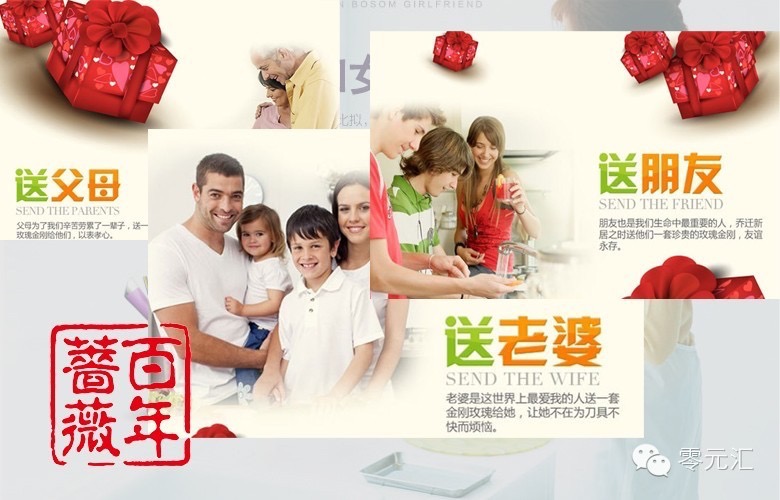 N BOSOM GIRLFRIEND
比拟，
送父母
SEND THE PARENTS
父母为了我们辛苦劳累了一辈子，送一
玫瑰金刚给他们，以表孝心。
送朋友
SEND THE FRIEND
朋友也是我们生命中最重要的人，乔迁新
居之时送他们一套珍贵的玫瑰金刚，友谊
永存。
送老婆
SEND THE WIFE
老婆是这世界上最爱我的人送一套
金刚玫瑰给她，让她不在为刀具不
快而烦恼。
百年
蔷薇
零元汇